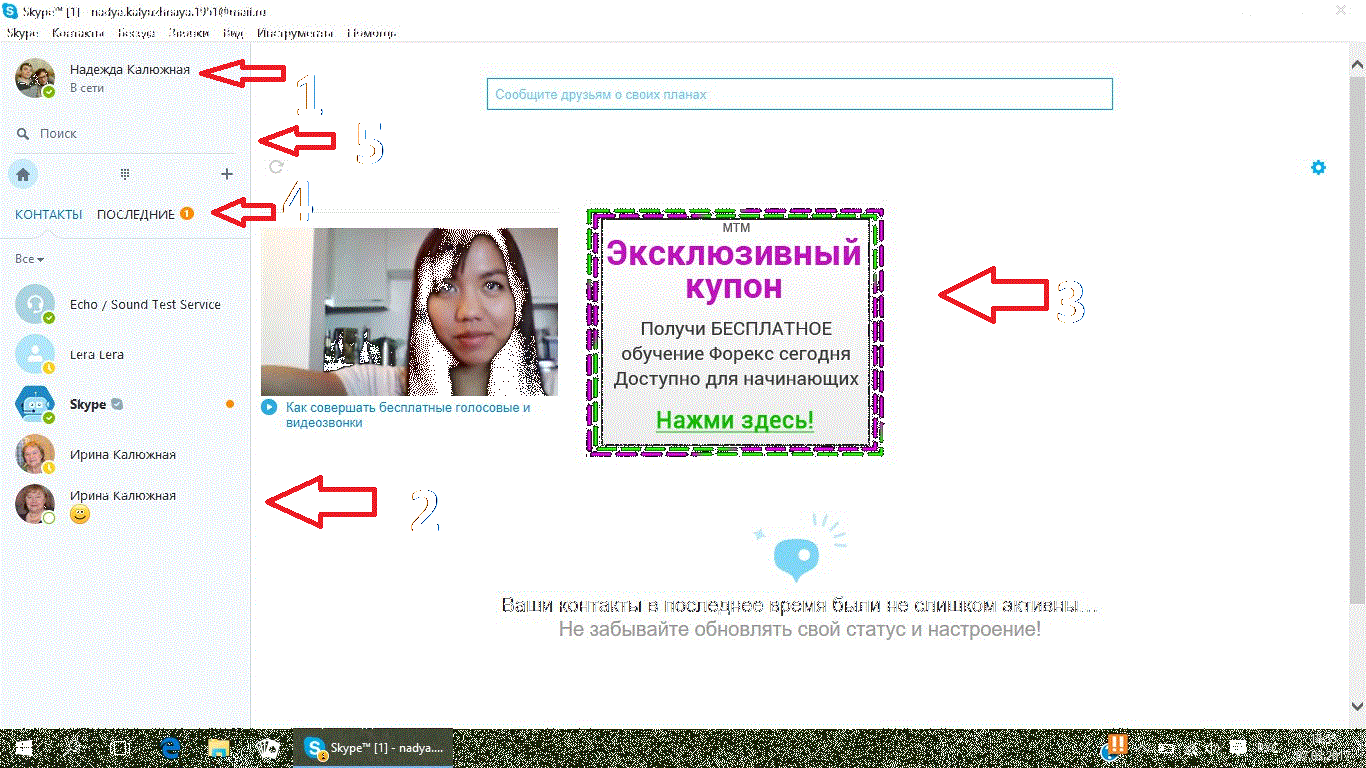 Skype™ [1] - nadya.kalyazhnaya.1951@mail.ru
Skype Контакты Беседа Звонки Вид Инструменты Помощь
Надежда Калюжная
В сети
1
Сообщите друзьям о своих планах
Поиск
5
КОНТАКТЫ ПОСЛЕДНИЕ 1
4
Все
Echo / Sound Test Service
Lera Lera
Skype
Ирина Калюжная
Ирина Калюжная
2
Как совершать бесплатные голосовые и
видеозвонки
МТМ
Эксклюзивный
купон
Получи БЕСПЛАТНОЕ
обучение Форекс сегодня
Доступно для начинающих
Нажми здесь!
3
Ваши контакты в последнее время были не слишком активны...
Не забывайте обновлять свой статус и настроение!
Skype™ [1] - nadya....